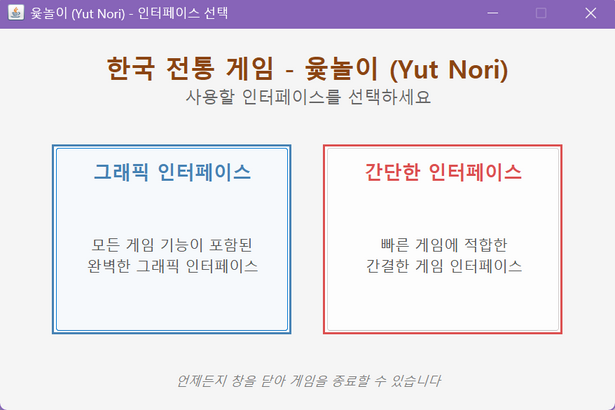 윷놀이 (Yut Nori) - 인터페이스 선택
한국 전통 게임 - 윷놀이 (Yut Nori)
사용할 인터페이스를 선택하세요
그래픽 인터페이스
모든 게임 기능이 포함된
완벽한 그래픽 인터페이스
간단한 인터페이스
빠른 게임에 적합한
간결한 게임 인터페이스
언제든지 창을 닫아 게임을 종료할 수 있습니다